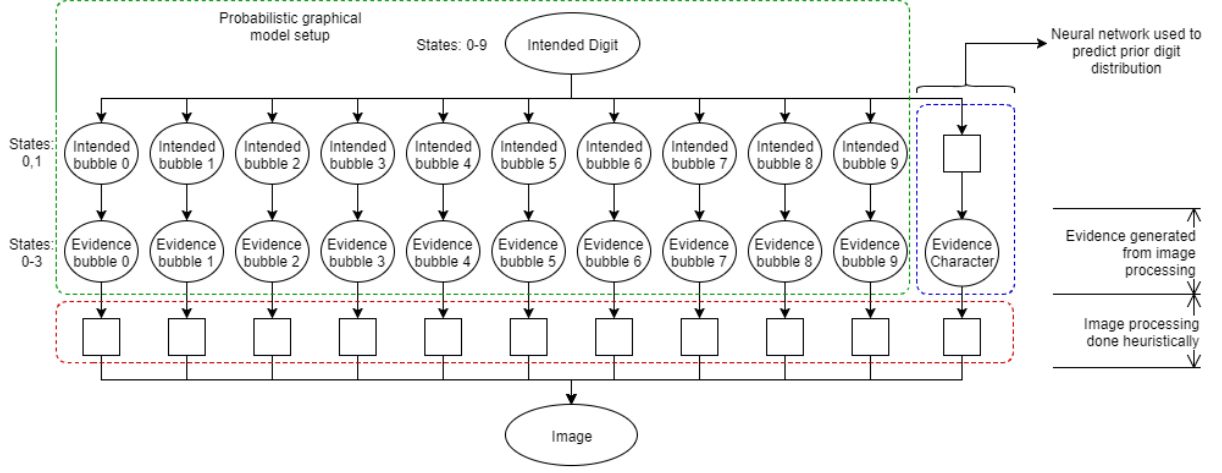 Probabilistic graphical
model setup
States: 0-9
Intended Digit
Neural network used to
predict prior digit
distribution
States:
0,1
Intended
bubble 0
Intended
bubble 1
Intended
bubble 2
Intended
bubble 3
Intended
bubble 4
Intended
bubble 5
Intended
bubble 6
Intended
bubble 7
Intended
bubble 8
Intended
bubble 9
States:
0-3
Evidence
bubble 0
Evidence
bubble 1
Evidence
bubble 2
Evidence
bubble 3
Evidence
bubble 4
Evidence
bubble 5
Evidence
bubble 6
Evidence
bubble 7
Evidence
bubble 8
Evidence
bubble 9
Evidence
Character
Evidence generated
from image
processing
Image processing
done heuristically
Image